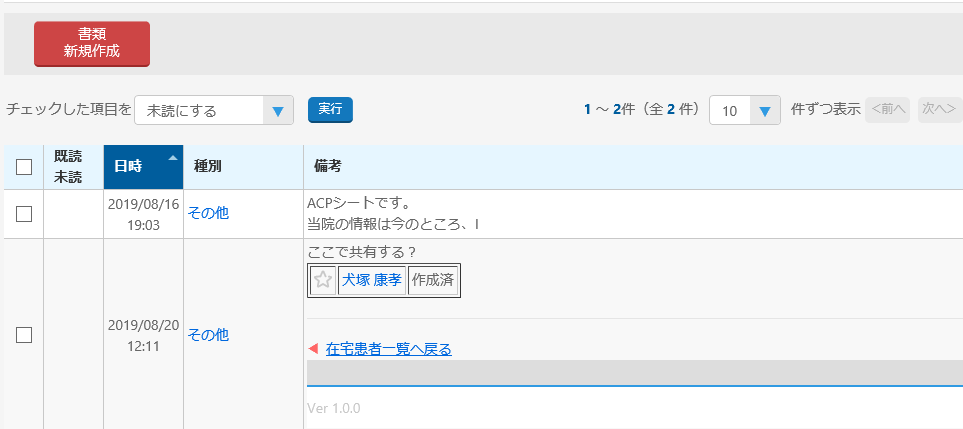 書類
新規作成
チェックした項目を 未読にする 実行 1 ～ 2件（全 2 件） 10 件ずつ表示 <前へ 次へ>
既読
未読
日時 種別 備考
2019/08/16
19:03
その他
ACPシートです。
当院の情報は今のところ、I
2019/08/20
12:11
その他
ここで共有する？
犬塚 康孝 作成済
在宅患者一覧へ戻る
Ver 1.0.0